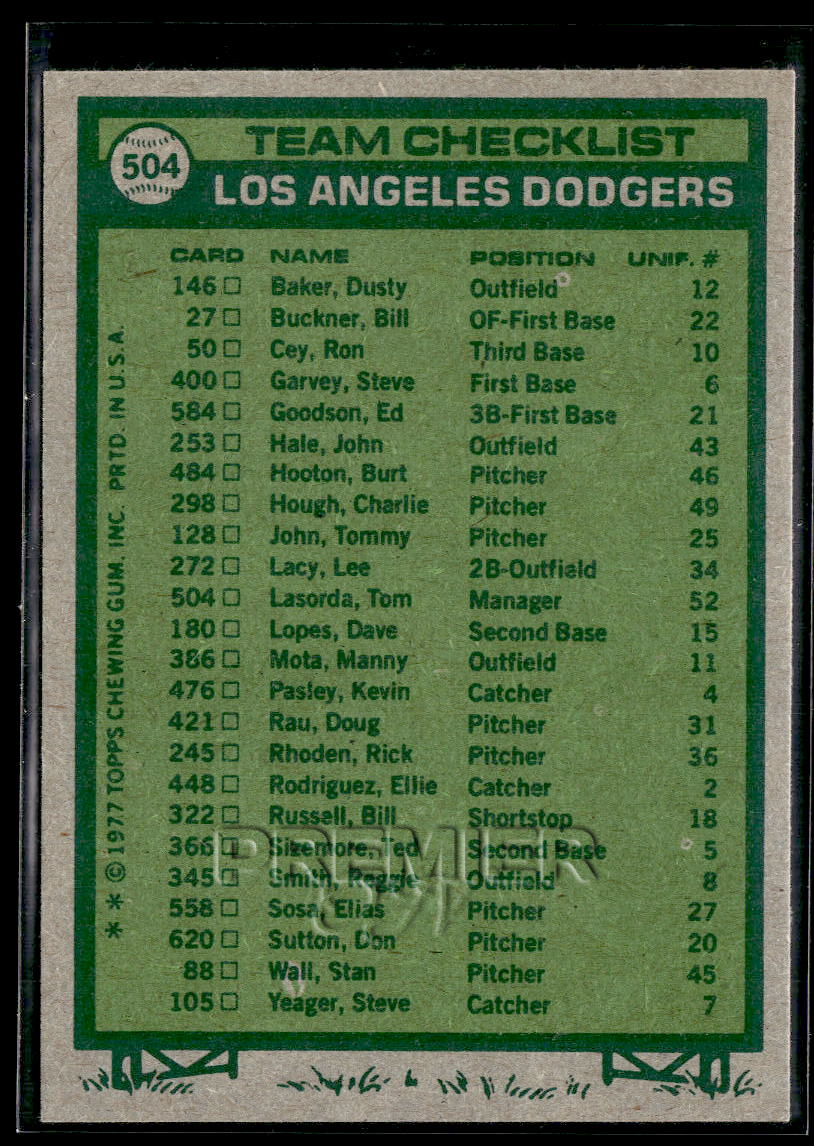 504
TEAM CHECKLIST
LOS ANGELES DODGERS
CARD NAME POSITION UNIF. #
146 □ Baker, Dusty Outfield 12
27 □ Buckner, Bill OF-First Base 22
50 □ Cey, Ron Third Base 10
400 □ Garvey, Steve First Base 6
584 □ Goodson, Ed 3B-First Base 21
253 □ Hale, John Outfield 43
484 □ Hooton, Burt Pitcher 46
298 □ Hough, Charlie Pitcher 49
128 □ John, Tommy Pitcher 25
272 □ Lacy, Lee 2B-Outfield 34
504 □ Lasorda, Tom Manager 52
180 □ Lopes, Dave Second Base 15
386 □ Mota, Manny Outfield 11
476 □ Pasley, Kevin Catcher 4
421 □ Rau, Doug Pitcher 31
245 □ Rhoden, Rick Pitcher 36
448 □ Rodriguez, Ellie Catcher 2
322 □ Russell, Bill Shortstop 18
366 □ Sizemore, Ted Second Base 5
345 □ Smith, Reggie Outfield 8
558 □ Sosa, Elias Pitcher 27
620 □ Sutton, Don Pitcher 20
88 □ Wall, Stan Pitcher 45
105 □ Yeager, Steve Catcher 7
* * © 1977 TOPPS CHEWING GUM, INC. PRTD. IN U.S.A.
PREMIER